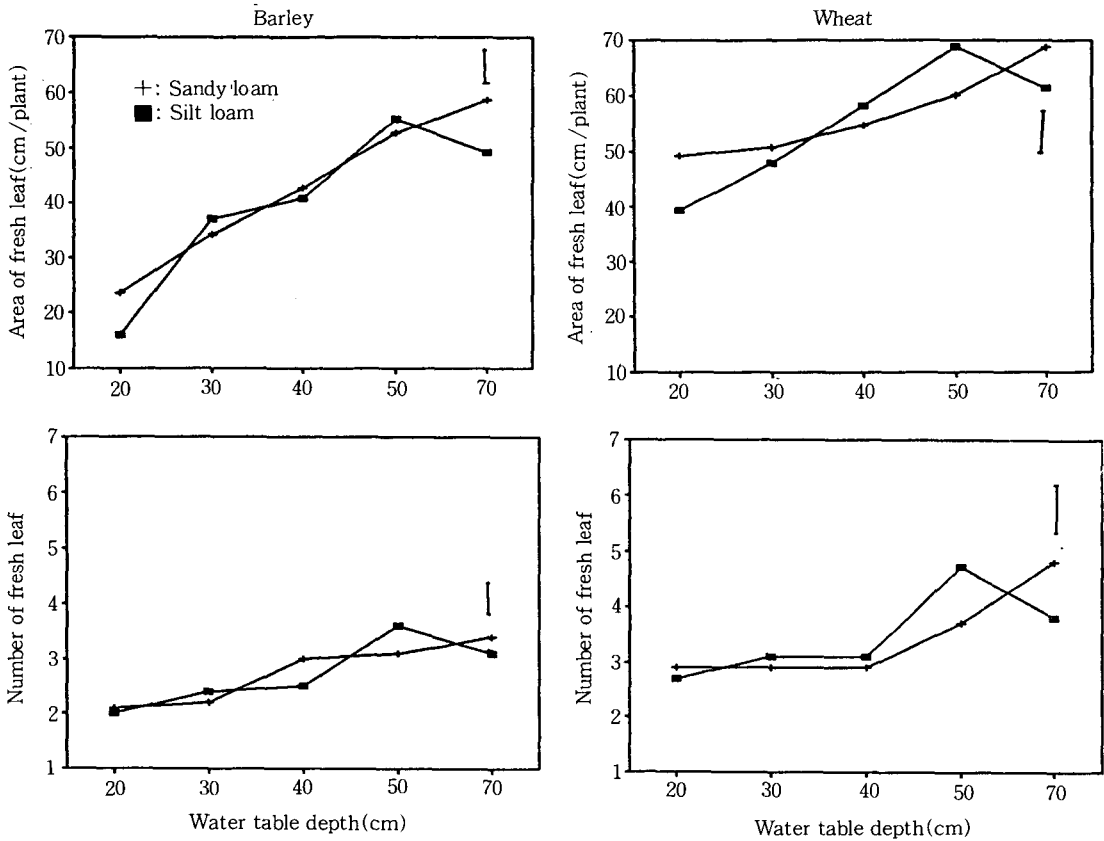 Barley
Area of fresh leaf(cm/plant)
70
60
50
40
30
20
10
+: Sandy loam
■: Silt loam
20 30 40 50 70
Wheat
Area of fresh leaf(cm/plant)
70
60
50
40
30
20
10
20 30 40 50 70
Number of fresh leaf
7
6
5
4
3
2
1
20 30 40 50 70
Water table depth(cm)
Number of fresh leaf
7
6
5
4
3
2
1
20 30 40 50 70
Water table depth(cm)